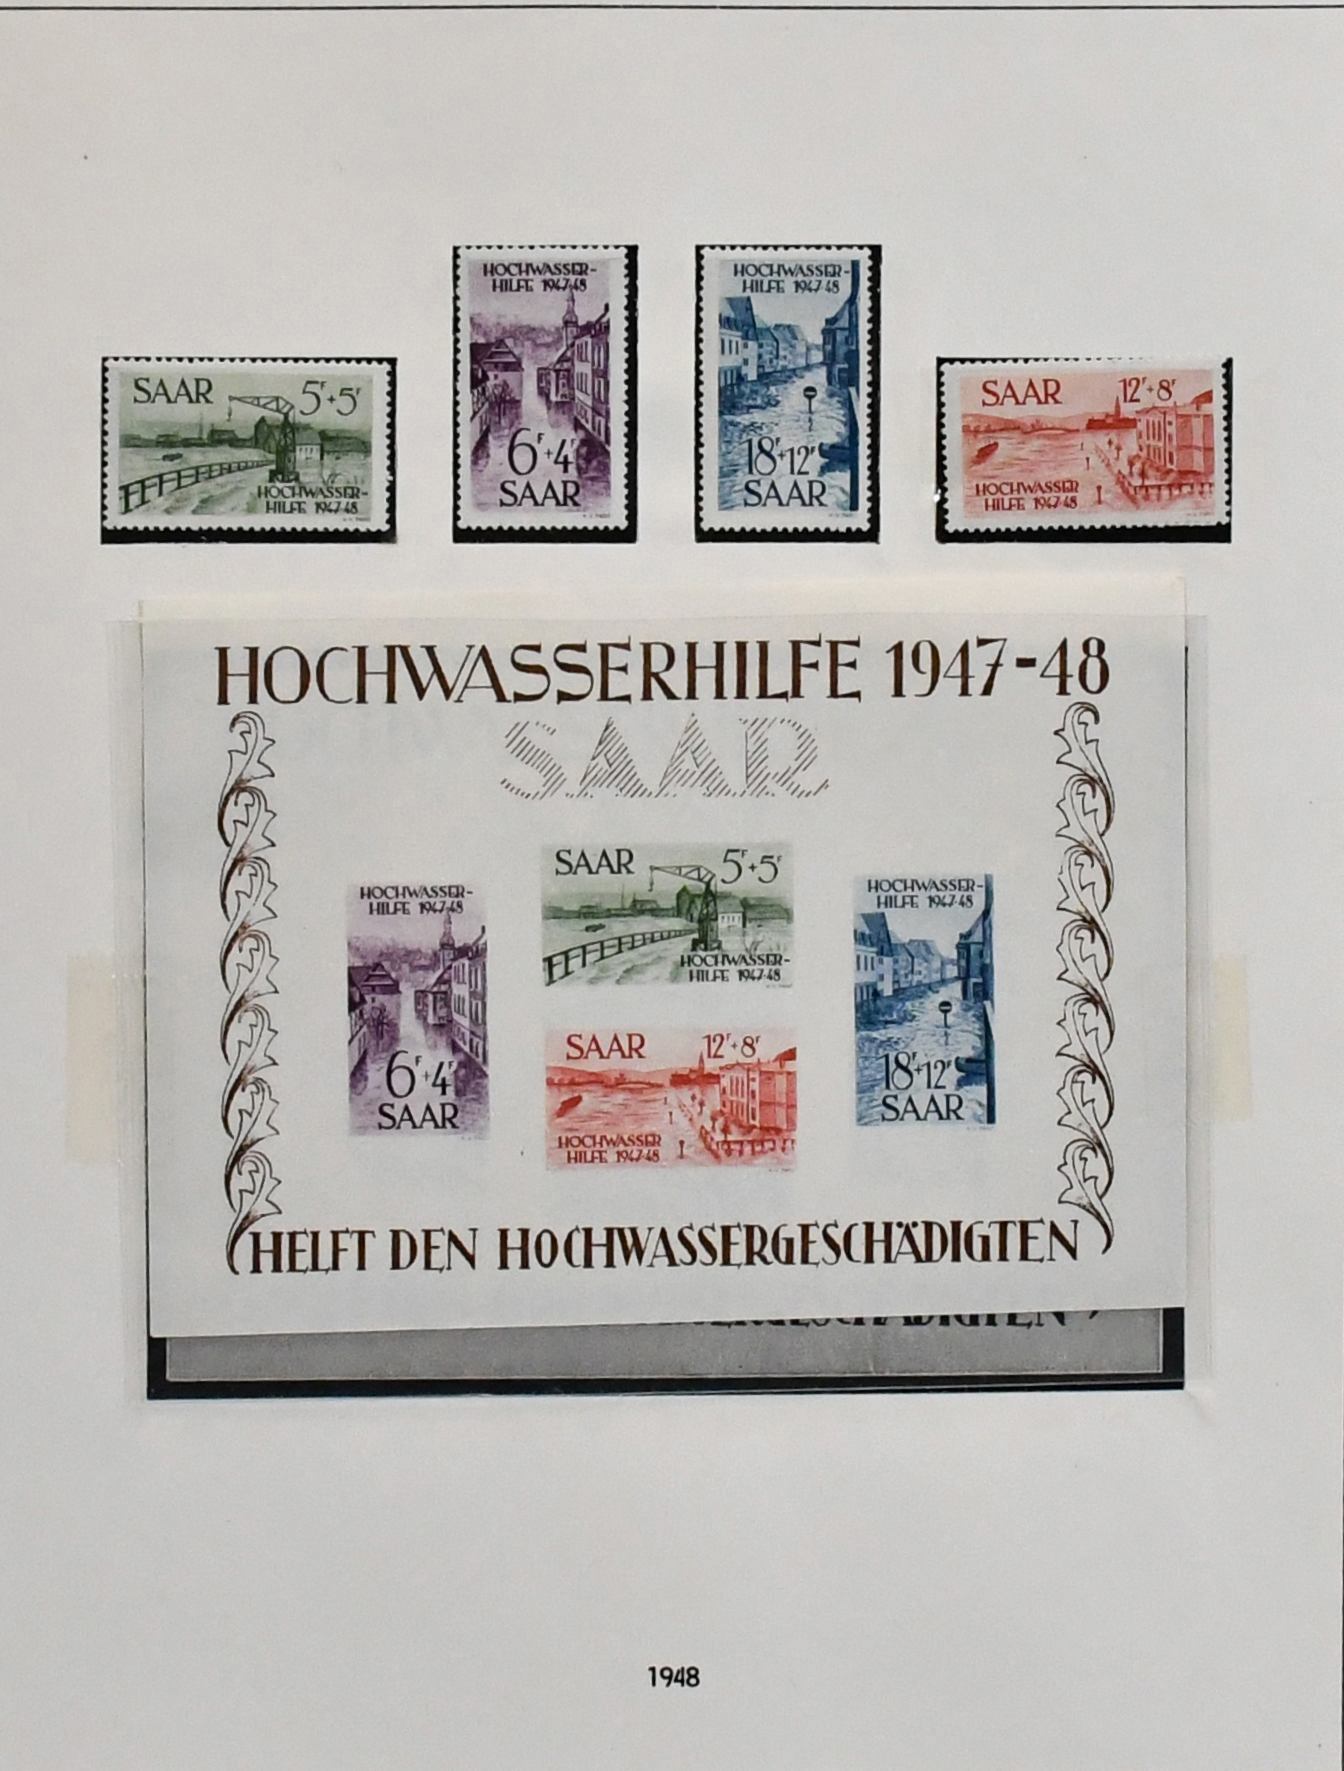 HOCHWASSER-
HILFE 1947-48
6F+4F
SAAR
HOCHWASSER-
HILFE 1947-48
18F+12F
SAAR
SAAR 5F+5F
HOCHWASSER-
HILFE 1947-48
SAAR 12F+8F
HOCHWASSER
HILFE 1947-48
HOCHWASSERHILFE 1947-48
SAAR
SAAR 5F+5F
HOCHWASSER-
HILFE 1947-48
HOCHWASSER-
HILFE 1947-48
6F+4F
SAAR
HOCHWASSER-
HILFE 1947-48
18F+12F
SAAR
SAAR 12F+8F
HOCHWASSER
HILFE 1947-48
HELFT DEN HOCHWASSERGESCHÄDIGTEN
1948